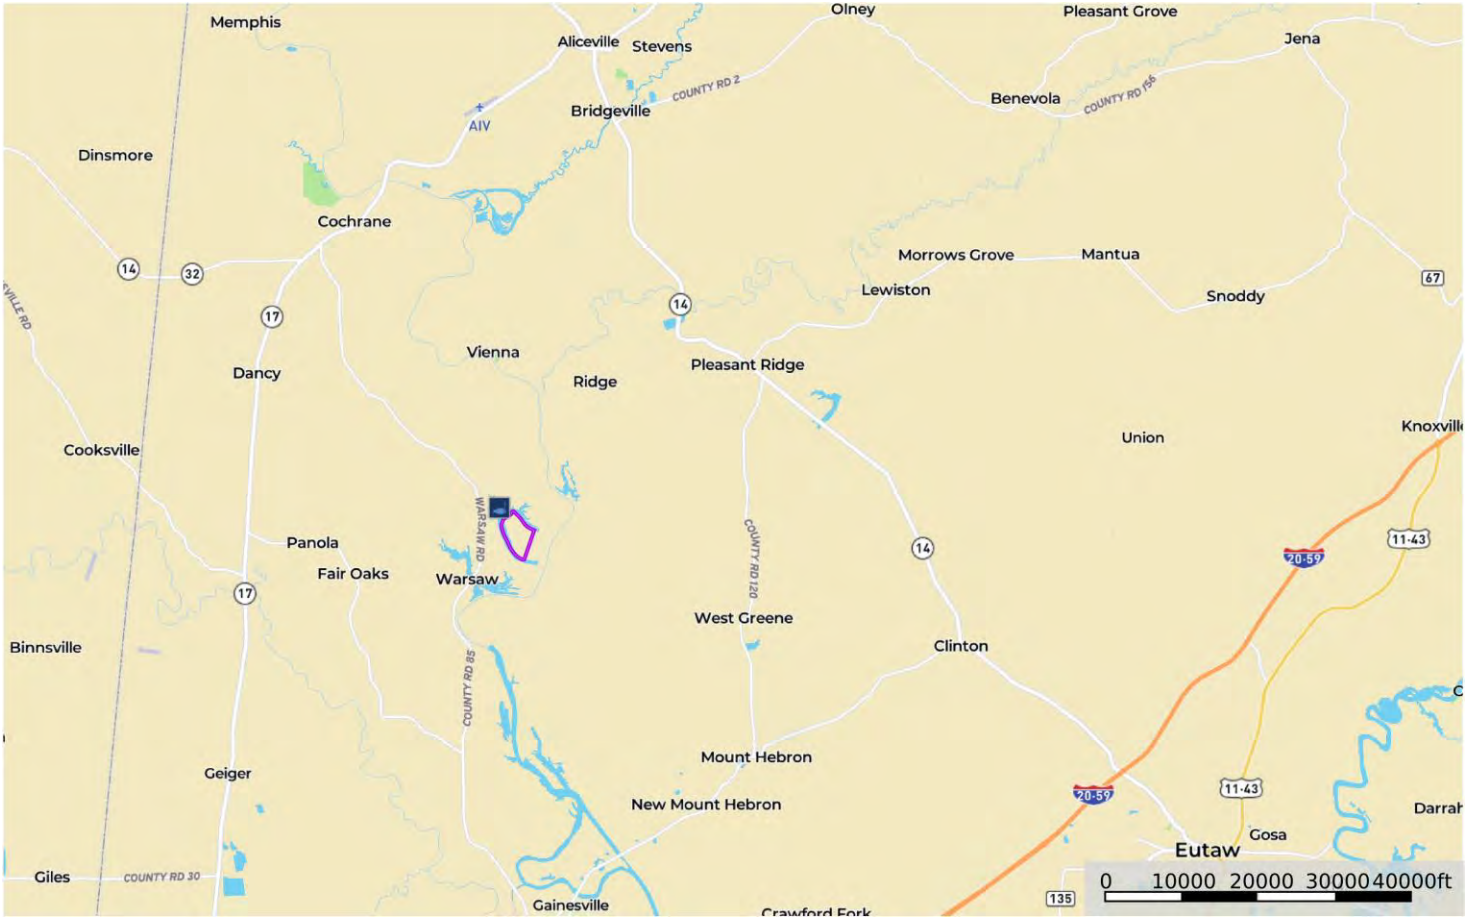 Memphis
Olney
Pleasant Grove
Aliceville
Stevens
Jena
COUNTY RD 2
COUNTY RD 156
Benevola
Bridgeville
AIV
Dinsmore
Cochrane
Morrows Grove
Mantua
14
32
67
Lewiston
Snoddy
SVILLE RD
17
14
Vienna
Pleasant Ridge
Dancy
Ridge
Knoxvill
Union
Cooksville
WARSAW RD
COUNTY RD 120
11-43
Panola
14
20-59
Fair Oaks
Warsaw
17
West Greene
Binnsville
Clinton
COUNTY RD 85
Mount Hebron
Geiger
New Mount Hebron
20-59
11-43
Darrah
Gosa
Eutaw
Giles
COUNTY RD 30
0 10000 20000 30000 40000ft
135
Gainesville
Crawford Fork